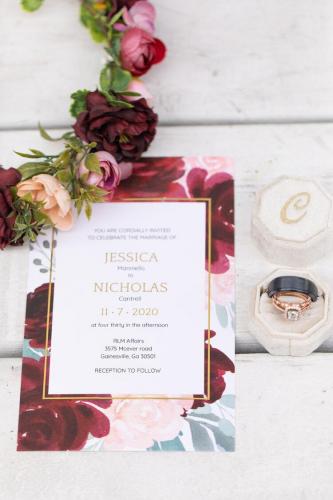 YOU ARE CORDIALLY INVITED
TO CELEBRATE THE MARRIAGE OF
JESSICA
Marinello
to
NICHOLAS
Cantrell
11 · 7 · 2020
at four thirty in the afternoon
RLM Affairs
3575 Mcever road
Gainesville, Ga 30501
RECEPTION TO FOLLOW
C